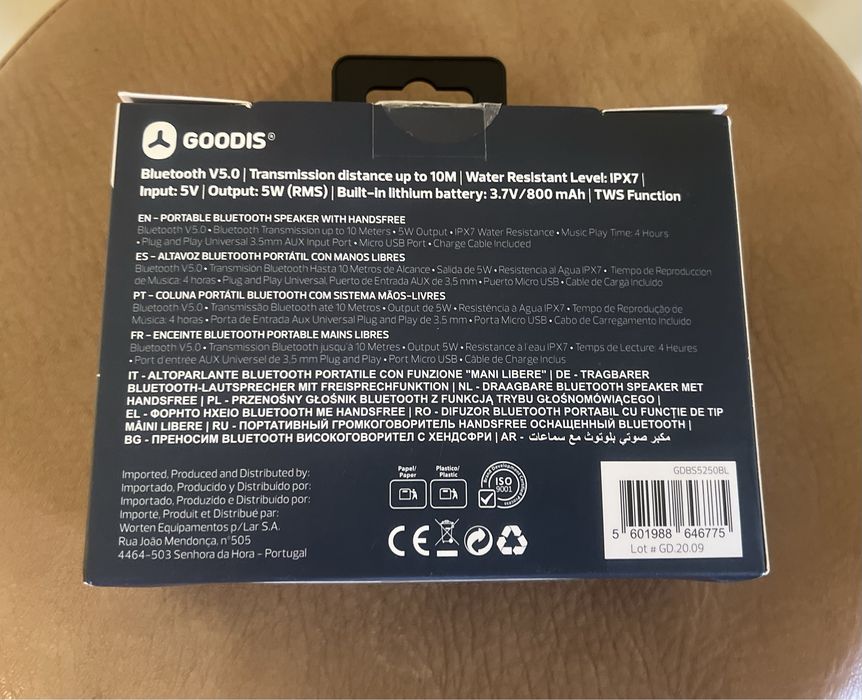 GOODIS®
Bluetooth V5.0 | Transmission distance up to 10M | Water Resistant Level: IPX7 |
Input: 5V | Output: 5W (RMS) | Built-in lithium battery: 3.7V/800 mAh | TWS Function
EN - PORTABLE BLUETOOTH SPEAKER WITH HANDSFREE
Bluetooth V5.0 • Bluetooth Transmission up to 10 Meters • 5W Output • IPX7 Water Resistance • Music Play Time: 4 Hours
• Plug and Play Universal 3.5mm AUX Input Port • Micro USB Port • Charge Cable Included
ES - ALTAVOZ BLUETOOTH PORTÁTIL CON MANOS LIBRES
Bluetooth V5.0 • Transmisión Bluetooth Hasta 10 Metros de Alcance • Salida de 5W • Resistencia al Agua IPX7 • Tiempo de Reproduccion
de Música: 4 horas • Plug and Play Universal, Puerto de Entrada AUX de 3,5 mm • Puerto Micro USB • Cable de Carga Incluido
PT - COLUNA PORTÁTIL BLUETOOTH COM SISTEMA MÃOS-LIVRES
Bluetooth V5.0 • Transmissão Bluetooth até 10 Metros • Output de 5W • Resistência à Agua IPX7 • Tempo de Reprodução de
Música: 4 horas • Porta de Entrada Aux Universal Plug and Play de 3.5 mm • Porta Micro USB • Cabo de Carregamento Incluido
FR - ENCEINTE BLUETOOTH PORTABLE MAINS LIBRES
Bluetooth V5.0 • Transmission Bluetooth jusqu'à 10 Metres • Output 5W • Resistance à l'eau IPX7 • Temps de Lecture: 4 Heures
• Port d'entrée AUX Universel de 3,5 mm Plug and Play • Port Micro USB • Câble de Charge Inclus
IT - ALTOPARLANTE BLUETOOTH PORTATILE CON FUNZIONE "MANI LIBERE" | DE - TRAGBARER
BLUETOOTH-LAUTSPRECHER MIT FREISPRECHFUNKTION | NL - DRAAGBARE BLUETOOTH SPEAKER MET
HANDSFREE | PL - PRZENOŚNY GŁOŚNIK BLUETOOTH Z FUNKCJĄ TRYBU GŁOŚNOMÓWIĄCEGO |
EL - ΦΟΡΗΤΟ ΗΧΕΙΟ BLUETOOTH ΜΕ HANDSFREE | RO - DIFUZOR BLUETOOTH PORTABIL CU FUNCȚIE DE TIP
MÂINI LIBERE | RU - ПОРТАТИВНЫЙ ГРОМКОГОВОРИТЕЛЬ HANDSFREE ОСНАЩЕННЫЙ BLUETOOTH |
BG - ПРЕНОСИМ BLUETOOTH ВИСОКОГОВОРИТЕЛ С ХЕНДСФРИ | AR - مكبر صوتي بلوتوث مع سماعات
Imported, Produced and Distributed by:
Importado, Producido y Distribuido por:
Importado, Produzido e Distribuido por:
Importé, Produit et Distribué par:
Worten Equipamentos p/Lar S.A.
Rua João Mendonça, nº505
4464-503 Senhora da Hora - Portugal
Papel/
Paper
Plastico/
Plastic
ISO
9001
CE
GDBS5250BL
5 601988 646775
Lot # GD.20.09